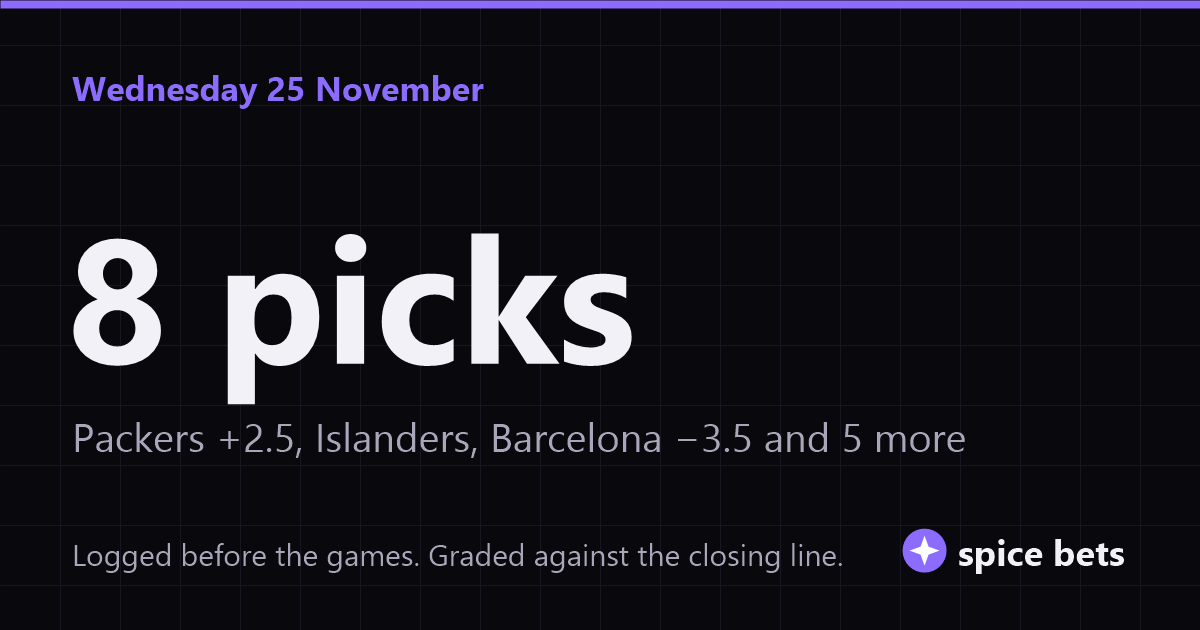 Wednesday 25 November
8 picks
Packers +2.5, Islanders, Barcelona −3.5 and 5 more
Logged before the games. Graded against the closing line.
spice bets